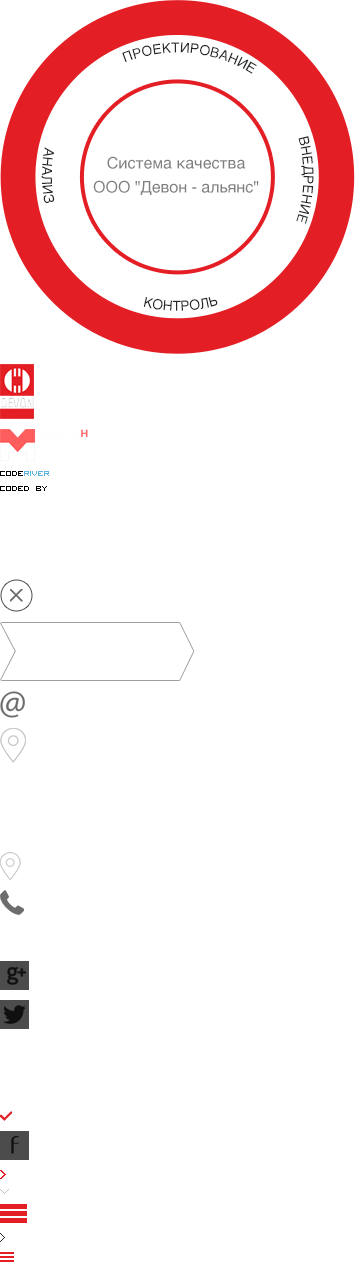 ПРОЕКТИРОВАНИЕ
АНАЛИЗ
ВНЕДРЕНИЕ
Система качества
ООО "Девон - альянс"
КОНТРОЛЬ
DEVON
H
CODERIVER
CODED BY
@
g+
f